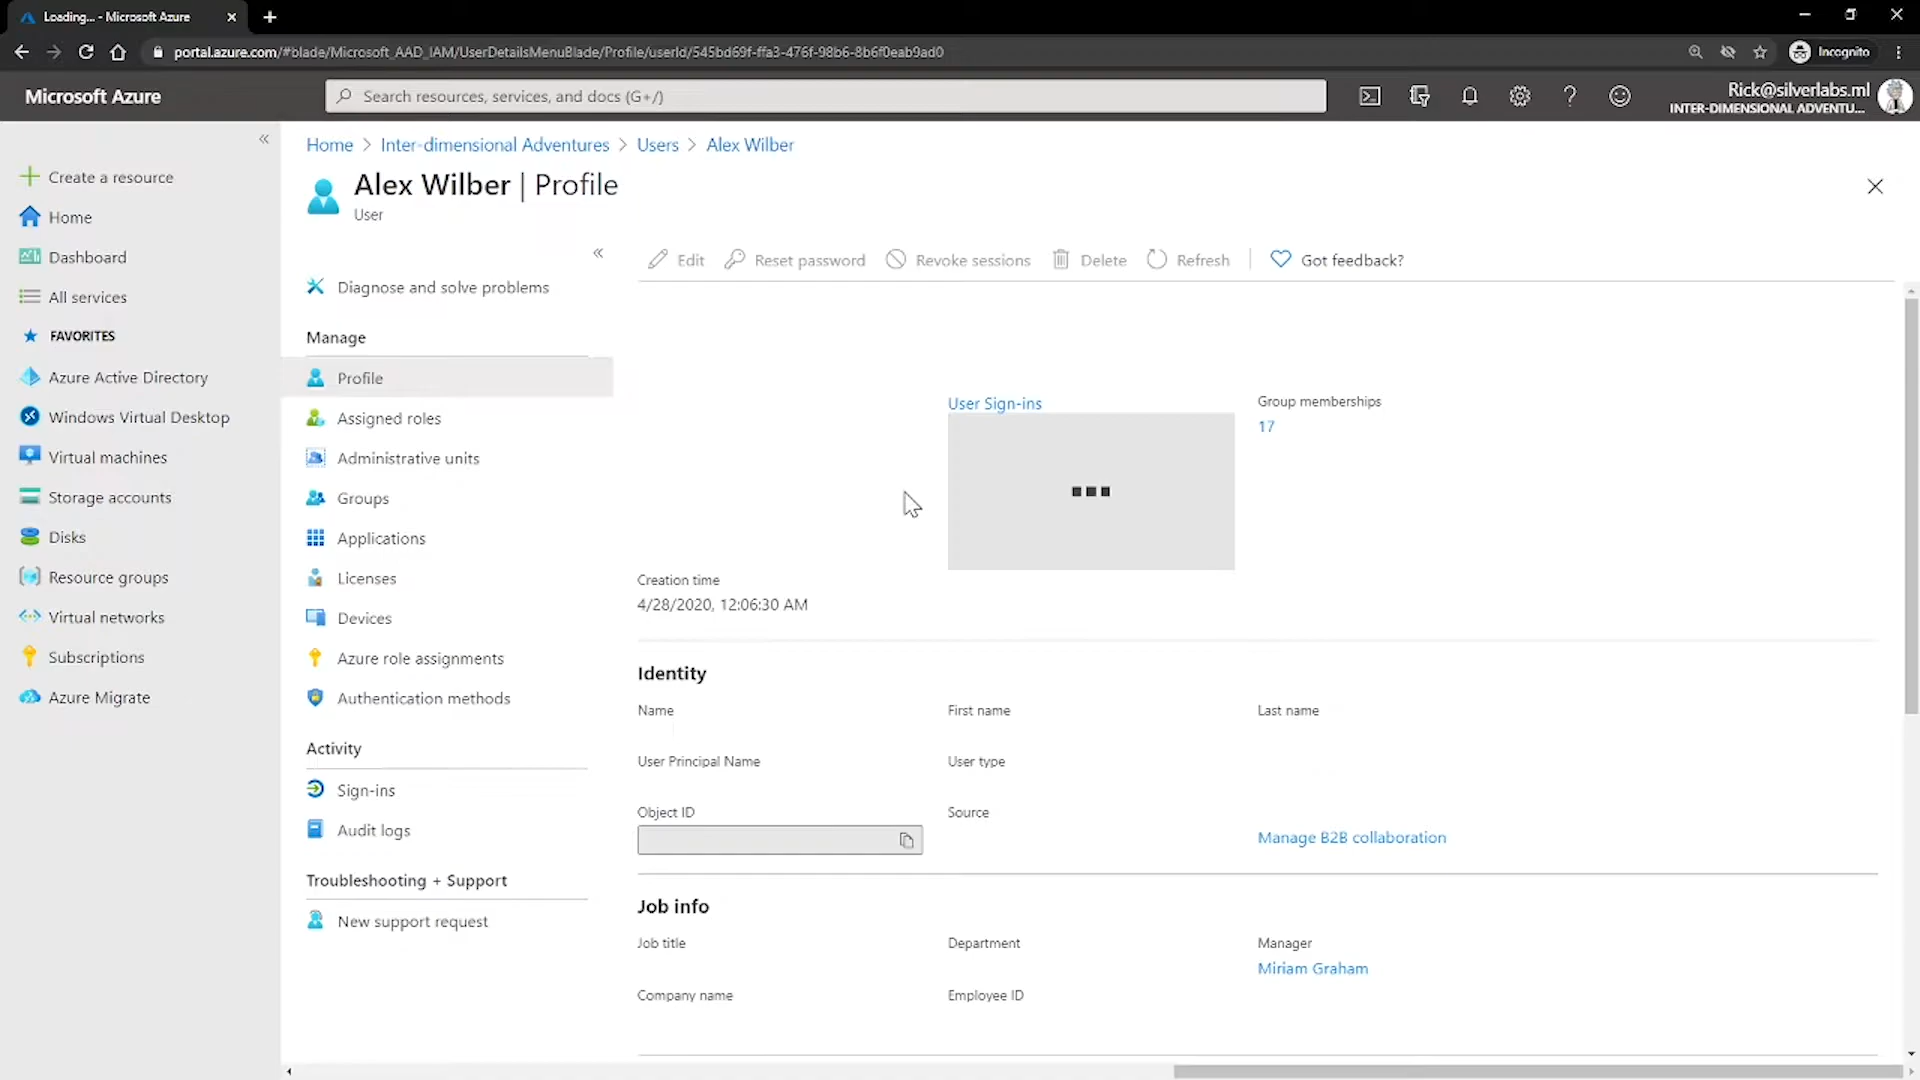 Loading... - Microsoft Azure
portal.azure.com/#blade/Microsoft_AAD_IAM/UserDetailsMenuBlade/Profile/userId/545bd69f-ffa3-476f-98b6-8b6f0eab9ad0
Incognito
Microsoft Azure
Search resources, services, and docs (G+/)
Rick@silverlabs.ml
INTER-DIMENSIONAL ADVENTU...
Create a resource
Home
Dashboard
All services
FAVORITES
Azure Active Directory
Windows Virtual Desktop
Virtual machines
Storage accounts
Disks
Resource groups
Virtual networks
Subscriptions
Azure Migrate
Home > Inter-dimensional Adventures > Users > Alex Wilber
Alex Wilber | Profile
User
Diagnose and solve problems
Manage
Profile
Assigned roles
Administrative units
Groups
Applications
Licenses
Devices
Azure role assignments
Authentication methods
Activity
Sign-ins
Audit logs
Troubleshooting + Support
New support request
Edit Reset password Revoke sessions Delete Refresh Got feedback?
User Sign-ins
Group memberships
17
Creation time
4/28/2020, 12:06:30 AM
Identity
Name First name Last name
User Principal Name User type
Object ID Source
Manage B2B collaboration
Job info
Job title Department Manager
Miriam Graham
Company name Employee ID